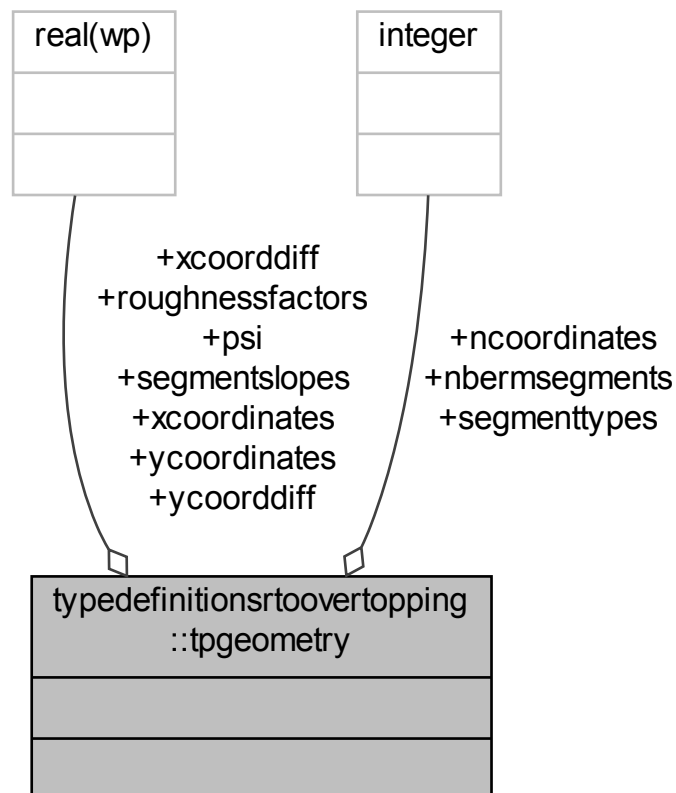 real(wp)
integer
+xcoorddiff
+roughnessfactors
+psi
+segmentslopes
+xcoordinates
+ycoordinates
+ycoorddiff
+ncoordinates
+nbermsegments
+segmenttypes
typedefinitionsrtoovertopping
::tpgeometry